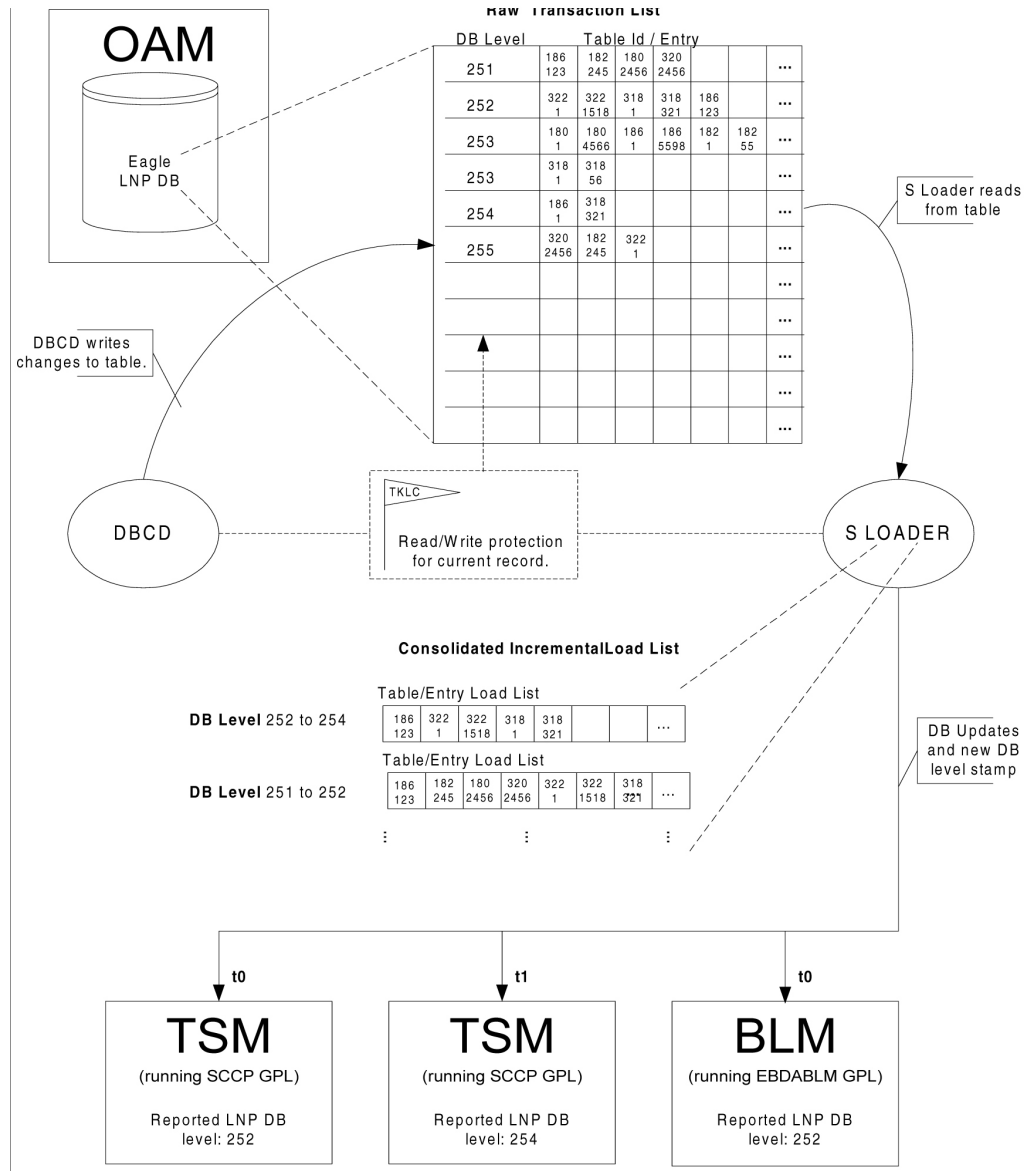 Raw Transaction List
OAM
DB Level Table Id / Entry
251 186 182 180 320 ...
123 245 2456 2456
252 322 322 318 318 186 ...
1 1518 1 321 123
253 180 180 186 186 182 182 ...
1 4566 1 5598 1 55
253 318 318 ...
1 56
254 186 318 ...
1 321
255 320 182 322 ...
2456 245 1
...
...
...
...
...
Eagle
LNP DB
S Loader reads
from table
DBCD writes
changes to table.
TKLC
DBCD
Read/Write protection
for current record.
S LOADER
Consolidated IncrementalLoad List
Table/Entry Load List
DB Level 252 to 254
186 322 322 318 318 ...
123 1 1518 1 321
Table/Entry Load List
DB Level 251 to 252
186 182 180 320 322 322 318 ...
123 245 2456 2456 1 1518 321
... ... ...
DB Updates
and new DB
level stamp
t0 t1 t0
TSM
(running SCCP GPL)
Reported LNP DB
level: 252
TSM
(running SCCP GPL)
Reported LNP DB
level: 254
BLM
(running EBDABLM GPL)
Reported LNP DB
level: 252